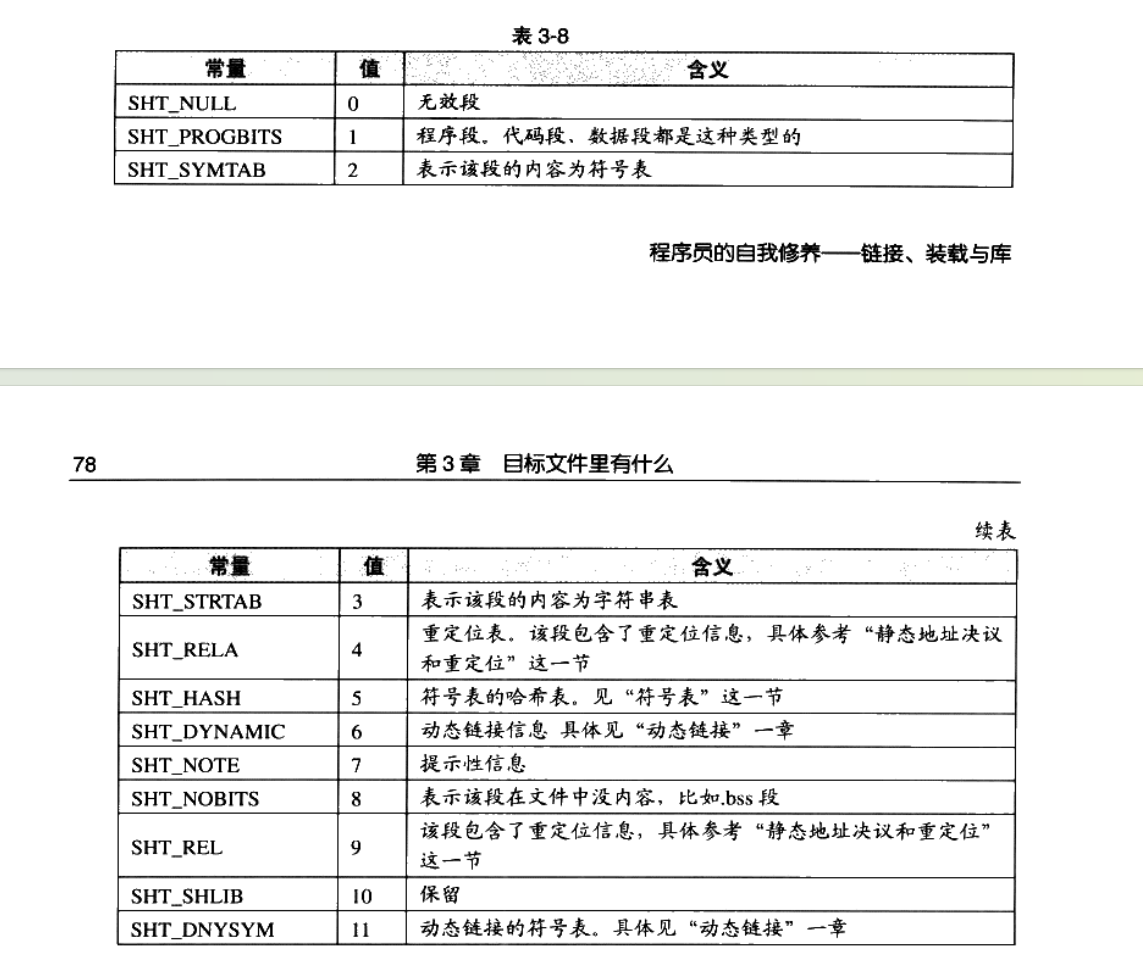 表 3-8
常量 值 含义
SHT_NULL 0 无效段
SHT_PROGBITS 1 程序段。代码段、数据段都是这种类型的
SHT_SYMTAB 2 表示该段的内容为符号表
程序员的自我修养——链接、装载与库
78 第 3 章 目标文件里有什么
续表
常量 值 含义
SHT_STRTAB 3 表示该段的内容为字符串表
SHT_RELA 4 重定位表。该段包含了重定位信息，具体参考“静态地址决议
和重定位”这一节
SHT_HASH 5 符号表的哈希表。见“符号表”这一节
SHT_DYNAMIC 6 动态链接信息 具体见“动态链接”一章
SHT_NOTE 7 提示性信息
SHT_NOBITS 8 表示该段在文件中没内容，比如.bss 段
SHT_REL 9 该段包含了重定位信息，具体参考“静态地址决议和重定位”
这一节
SHT_SHLIB 10 保留
SHT_DNYSYM 11 动态链接的符号表。具体见“动态链接”一章